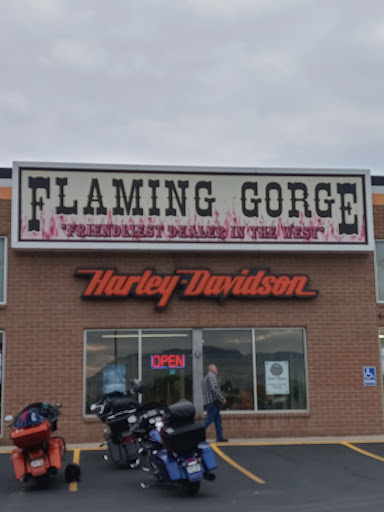 FLAMING GORGE
"FRIENDLIEST DEALER IN THE WEST"
Harley-Davidson
OPEN